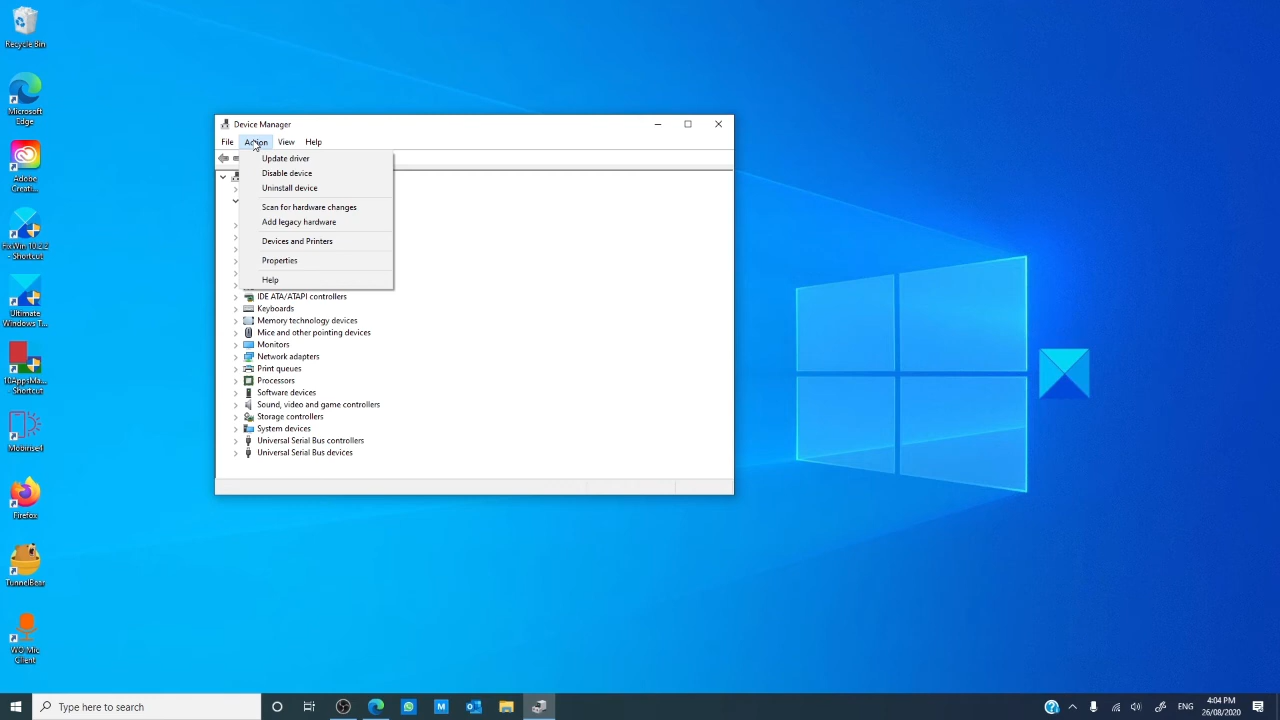 Recycle Bin
Microsoft
Edge
Adobe
Creati...
FixWin 10.2.2
- Shortcut
Ultimate
Windows T...
10AppsMa...
- Shortcut
Mobirise4
Firefox
TunnelBear
Wo Mic
Client
Device Manager
File Action View Help
Update driver
Disable device
Uninstall device
Scan for hardware changes
Add legacy hardware
Devices and Printers
Properties
Help
IDE ATA/ATAPI controllers
Keyboards
Memory technology devices
Mice and other pointing devices
Monitors
Network adapters
Print queues
Processors
Software devices
Sound, video and game controllers
Storage controllers
System devices
Universal Serial Bus controllers
Universal Serial Bus devices
Type here to search
M
ENG
4:04 PM
26/08/2020